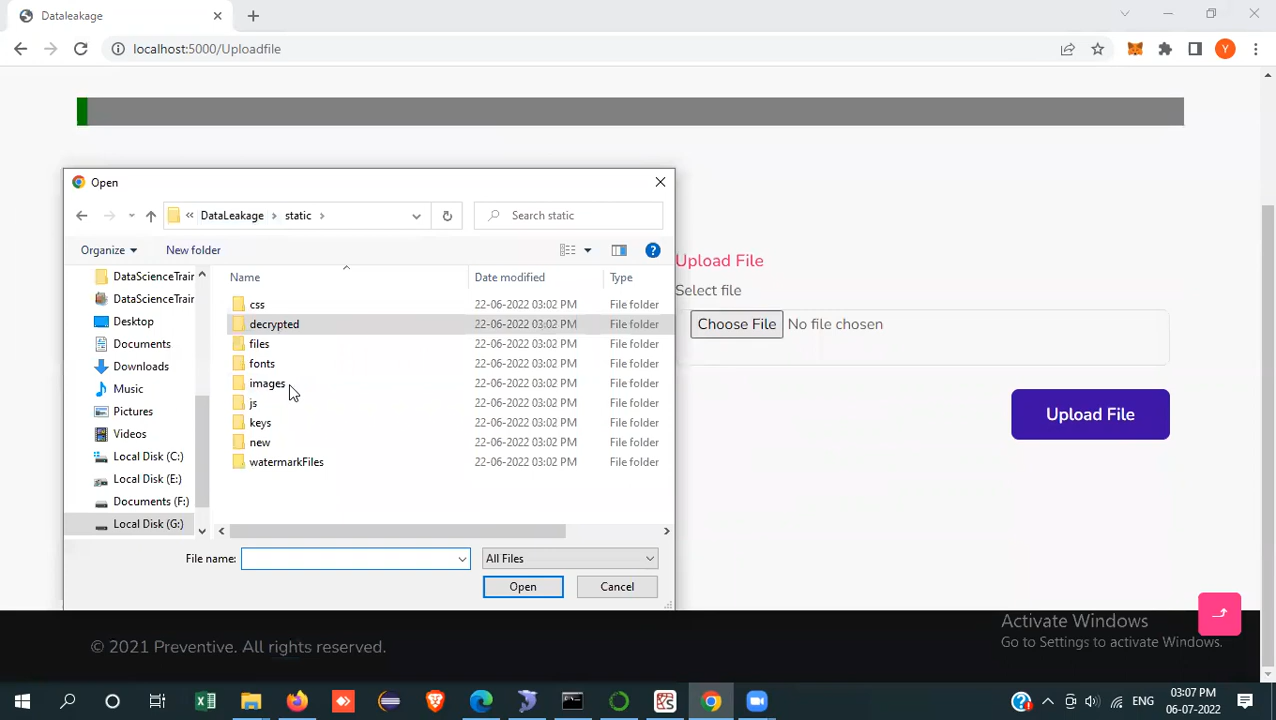 Dataleakage
localhost:5000/Uploadfile
Y
Open
« DataLeakage > static >
Search static
Organize
New folder
?
Name
Date modified
Type
DataScienceTrair
DataScienceTrair
Desktop
Documents
Downloads
Music
Pictures
Videos
Local Disk (C:)
Local Disk (E:)
Documents (F:)
Local Disk (G:)
css 22-06-2022 03:02 PM File folder
decrypted 22-06-2022 03:02 PM File folder
files 22-06-2022 03:02 PM File folder
fonts 22-06-2022 03:02 PM File folder
images 22-06-2022 03:02 PM File folder
js 22-06-2022 03:02 PM File folder
keys 22-06-2022 03:02 PM File folder
new 22-06-2022 03:02 PM File folder
watermarkFiles 22-06-2022 03:02 PM File folder
File name:
All Files
Open
Cancel
Upload File
Select file
Choose File No file chosen
Upload File
© 2021 Preventive. All rights reserved.
Activate Windows
Go to Settings to activate Windows.
ENG
03:07 PM
06-07-2022